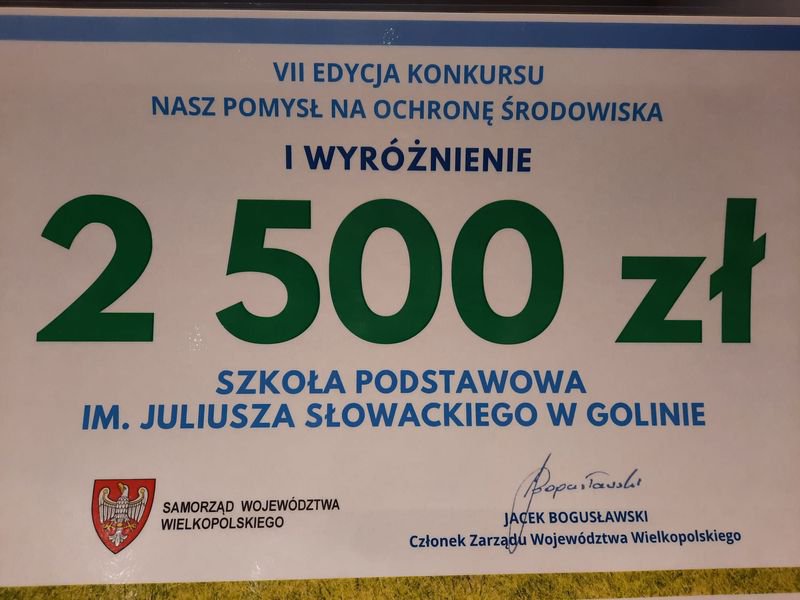 VII EDYCJA KONKURSU
NASZ POMYSŁ NA OCHRONĘ ŚRODOWISKA
I WYRÓŻNIENIE
2 500 zł
SZKOŁA PODSTAWOWA
IM. JULIUSZA SŁOWACKIEGO W GOLINIE
SAMORZĄD WOJEWÓDZTWA
WIELKOPOLSKIEGO
Bogusławski
JACEK BOGUSŁAWSKI
Członek Zarządu Województwa Wielkopolskiego